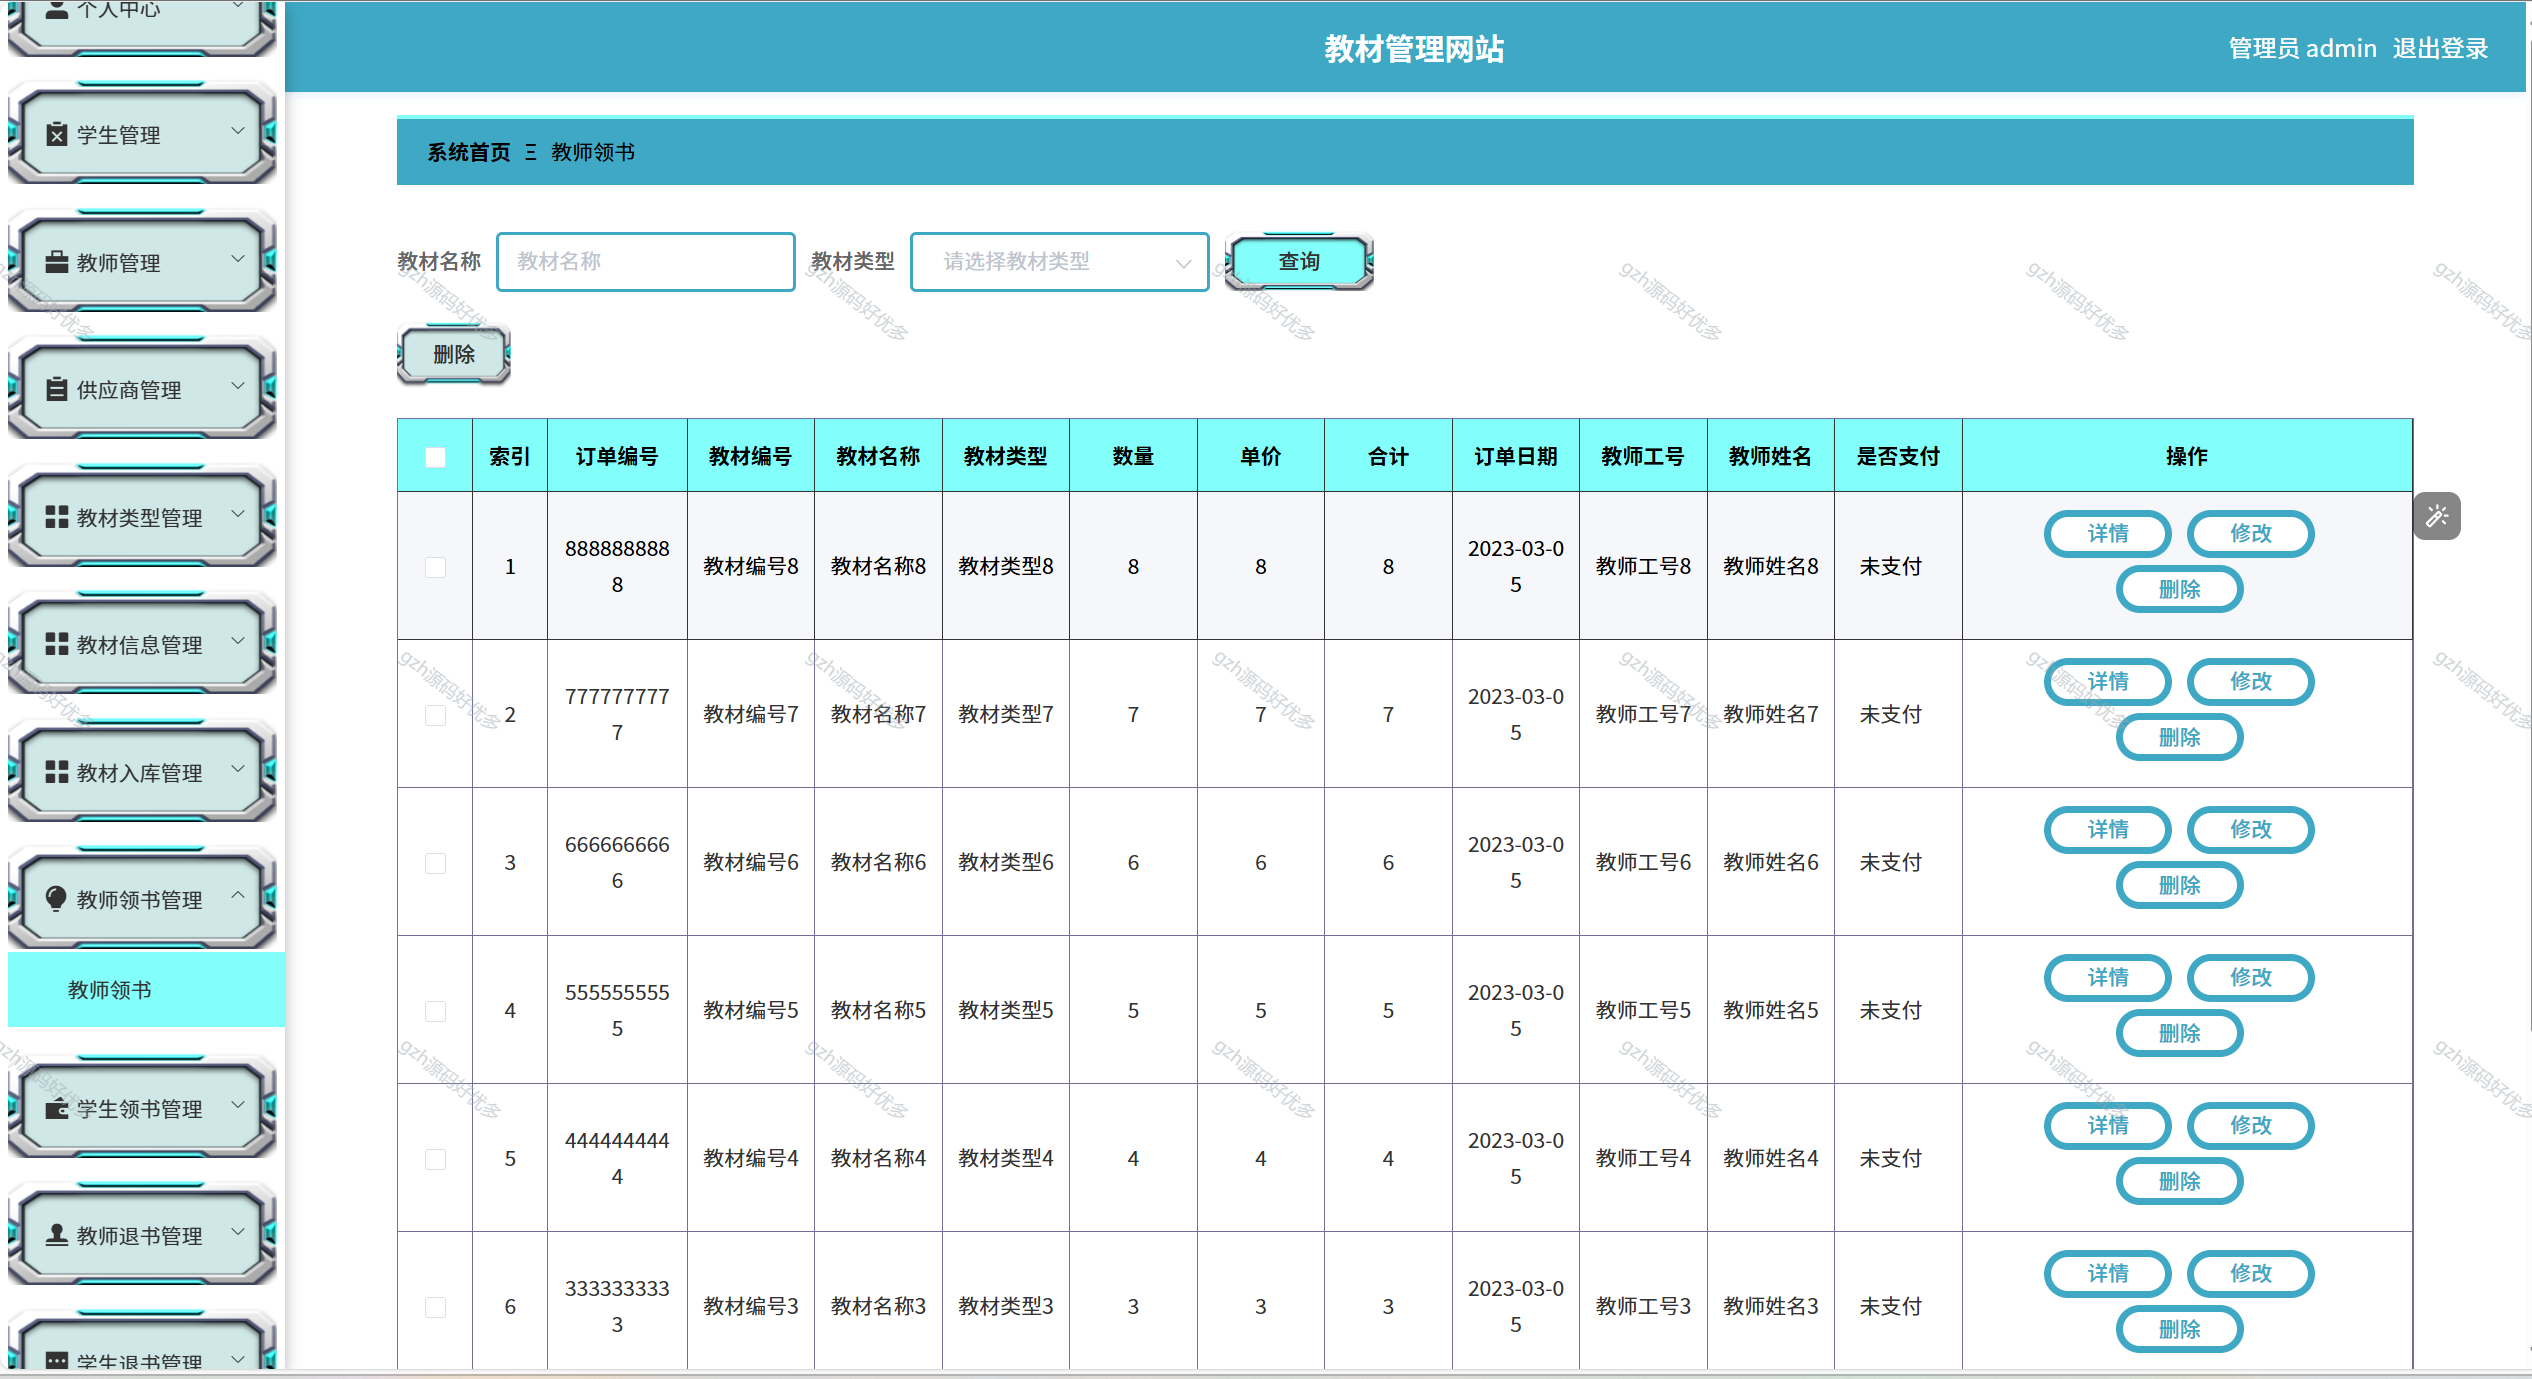 个人中心
学生管理
教师管理
供应商管理
教材类型管理
教材信息管理
教材入库管理
教师领书管理
教师领书
学生领书管理
教师退书管理
学生退书管理
教材管理网站
管理员 admin 退出登录
系统首页 Ξ 教师领书
教材名称 教材名称 教材类型 请选择教材类型 查询
删除
索引 订单编号 教材编号 教材名称 教材类型 数量 单价 合计 订单日期 教师工号 教师姓名 是否支付 操作
1 8888888888 教材编号8 教材名称8 教材类型8 8 8 8 2023-03-05 教师工号8 教师姓名8 未支付 详情 修改 删除
2 7777777777 教材编号7 教材名称7 教材类型7 7 7 7 2023-03-05 教师工号7 教师姓名7 未支付 详情 修改 删除
3 6666666666 教材编号6 教材名称6 教材类型6 6 6 6 2023-03-05 教师工号6 教师姓名6 未支付 详情 修改 删除
4 5555555555 教材编号5 教材名称5 教材类型5 5 5 5 2023-03-05 教师工号5 教师姓名5 未支付 详情 修改 删除
5 4444444444 教材编号4 教材名称4 教材类型4 4 4 4 2023-03-05 教师工号4 教师姓名4 未支付 详情 修改 删除
6 3333333333 教材编号3 教材名称3 教材类型3 3 3 3 2023-03-05 教师工号3 教师姓名3 未支付 详情 修改 删除
gzh源码好优多